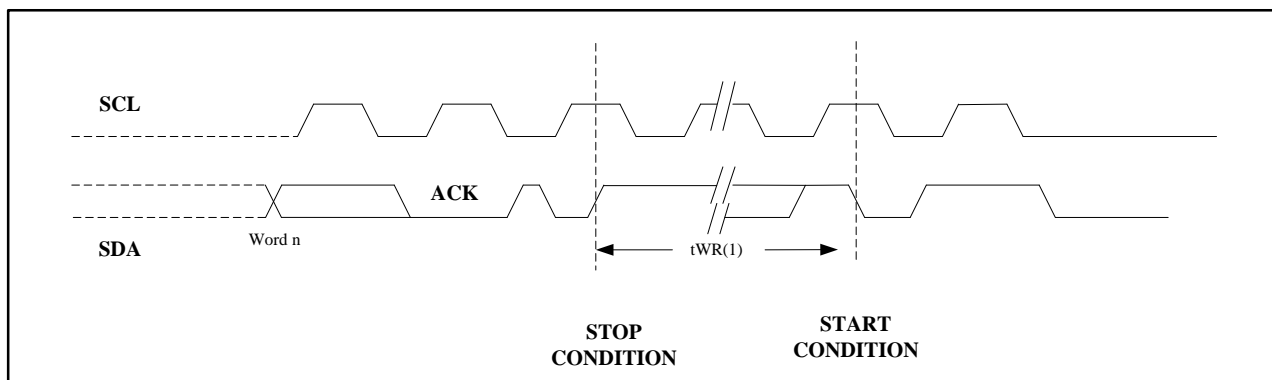 SCL
ACK
SDA
Word n
tWR(1)
STOP
CONDITION
START
CONDITION